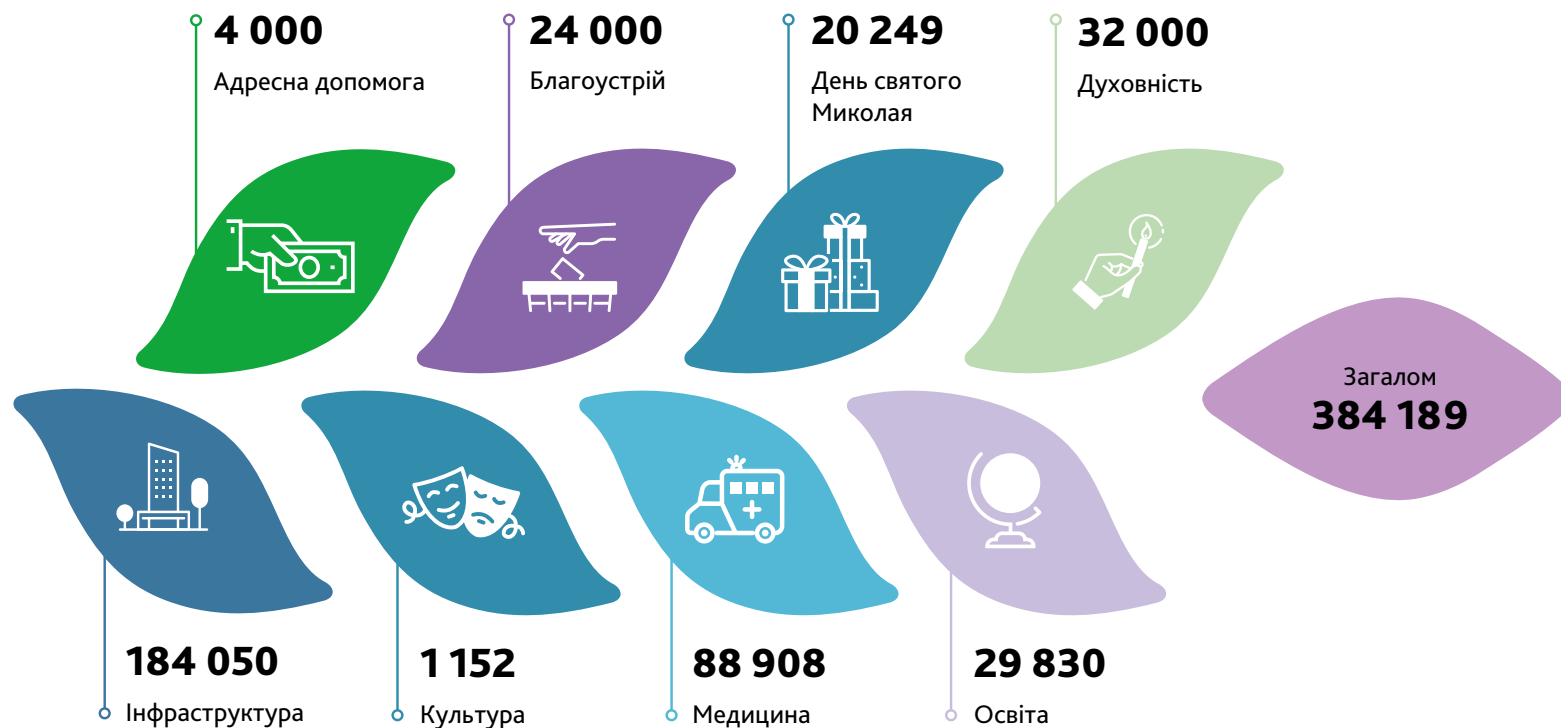 4 000
Адресна допомога
24 000
Благоустрій
20 249
День святого
Миколая
32 000
Духовність
Загалом
384 189
184 050
Інфраструктура
1 152
Культура
88 908
Медицина
29 830
Освіта